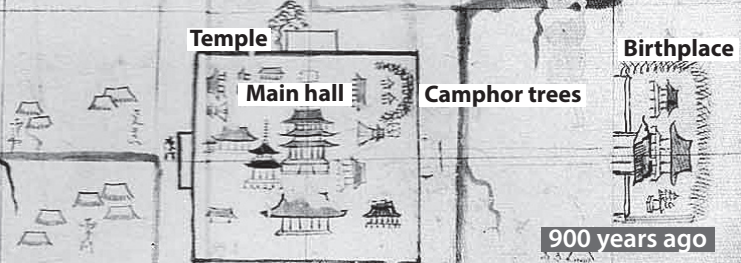 Temple
Birthplace
Main hall
Camphor trees
900 years ago